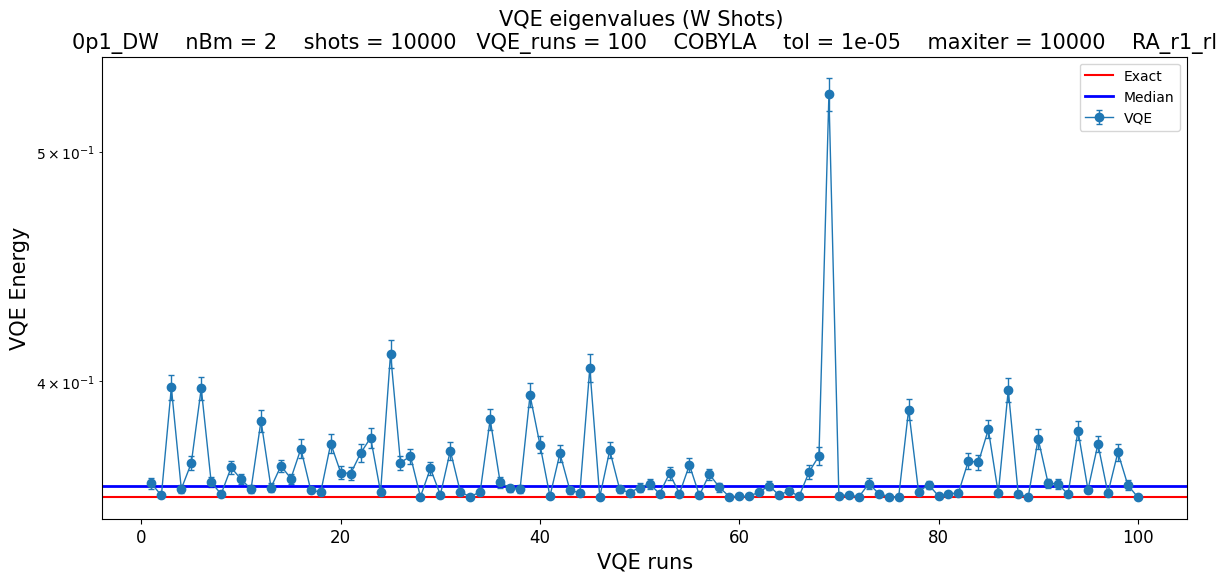 VQE eigenvalues (W Shots)
0p1_DW    nBm = 2    shots = 10000   VQE_runs = 100    COBYLA    tol = 1e-05    maxiter = 10000    RA_r1_rl
Exact
Median
VQE
5 × 10⁻¹
4 × 10⁻¹
VQE Energy
0 20 40 60 80 100
VQE runs